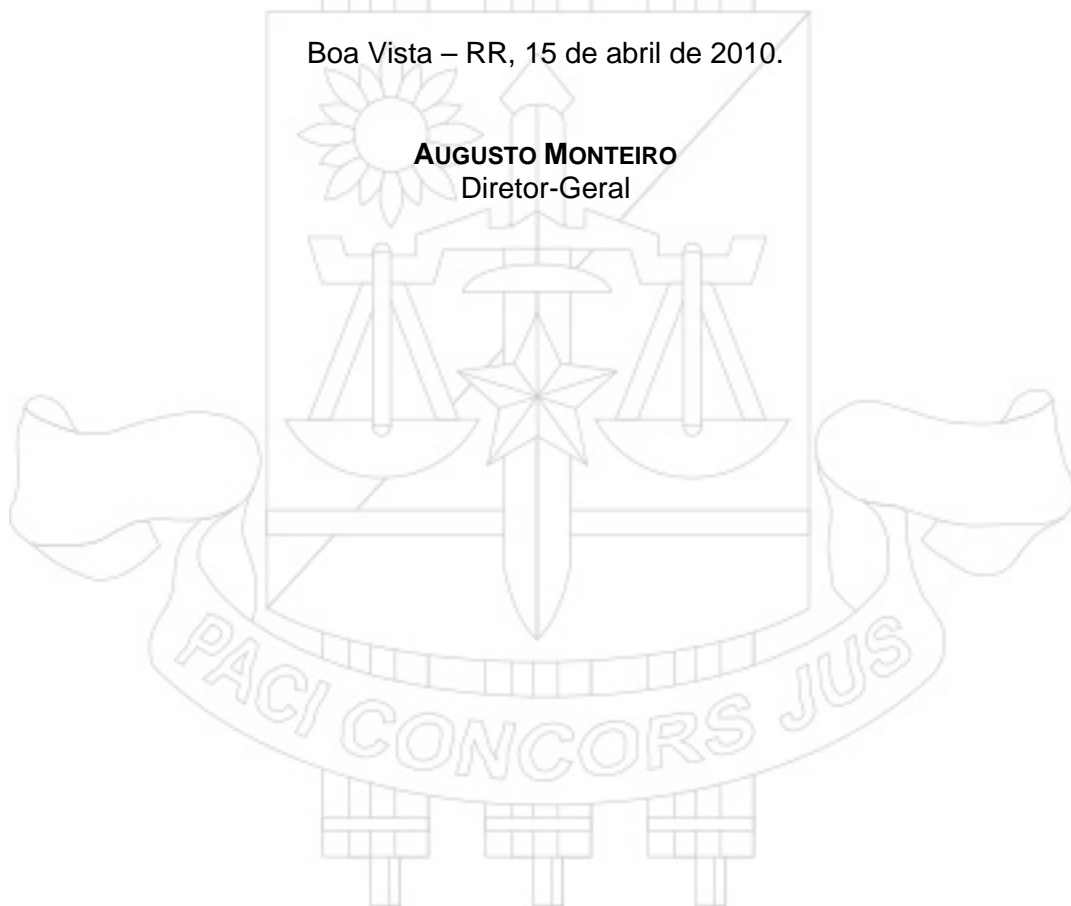 Boa Vista – RR, 15 de abril de 2010.
AUGUSTO MONTEIRO
Diretor-Geral
PACI CONCORS JUS